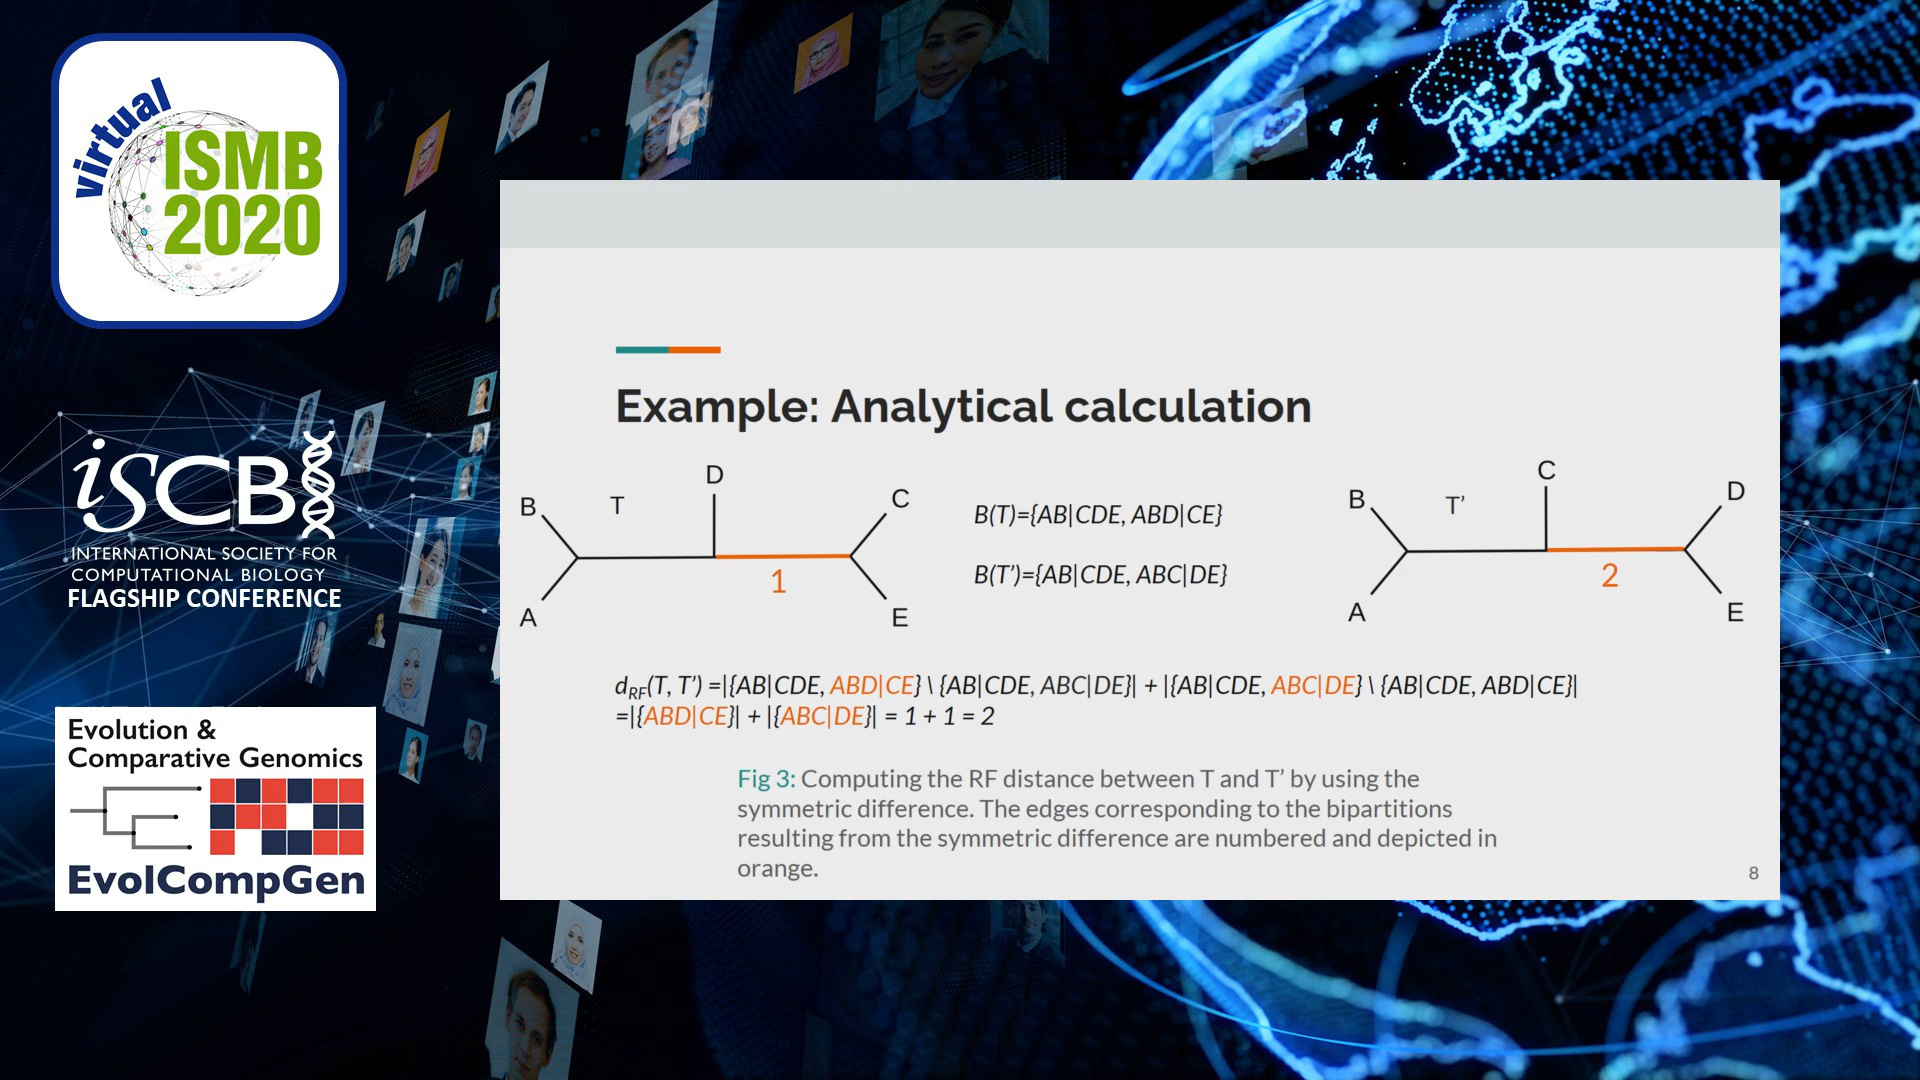 virtual
ISMB
2020
iSCB
INTERNATIONAL SOCIETY FOR
COMPUTATIONAL BIOLOGY
FLAGSHIP CONFERENCE
Evolution &
Comparative Genomics
EvolCompGen
Example: Analytical calculation
B T D C
A 1 E
B(T)={AB|CDE, ABD|CE}
B(T’)={AB|CDE, ABC|DE}
B T’ C D
A 2 E
dRF(T, T’) =|{AB|CDE, ABD|CE} \ {AB|CDE, ABC|DE}| + |{AB|CDE, ABC|DE} \ {AB|CDE, ABD|CE}|
=|{ABD|CE}| + |{ABC|DE}| = 1 + 1 = 2
Fig 3: Computing the RF distance between T and T’ by using the
symmetric difference. The edges corresponding to the bipartitions
resulting from the symmetric difference are numbered and depicted in
orange.
8